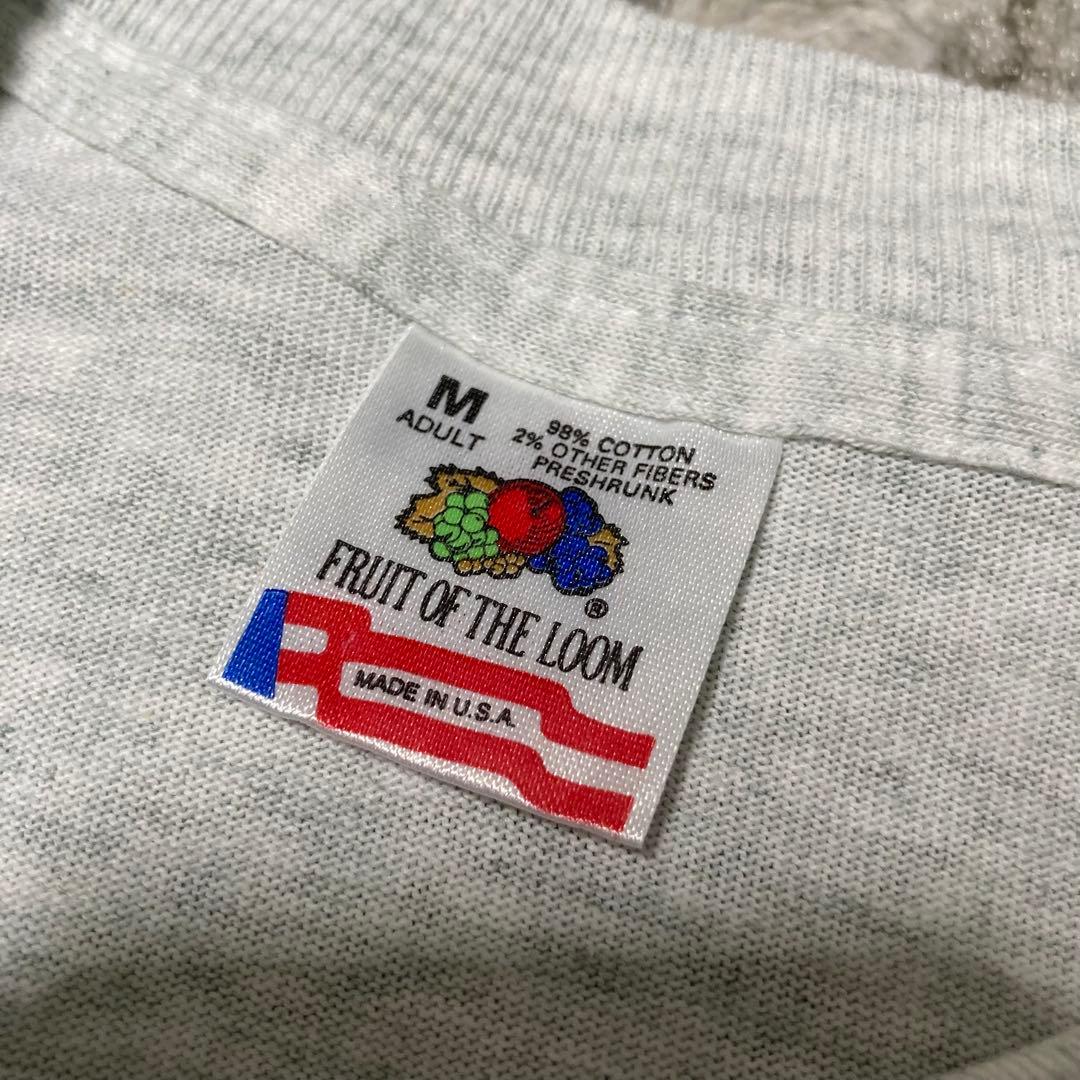 M
ADULT
98% COTTON
2% OTHER FIBERS
PRESHRUNK
FRUIT OF THE LOOM®
MADE IN U.S.A.